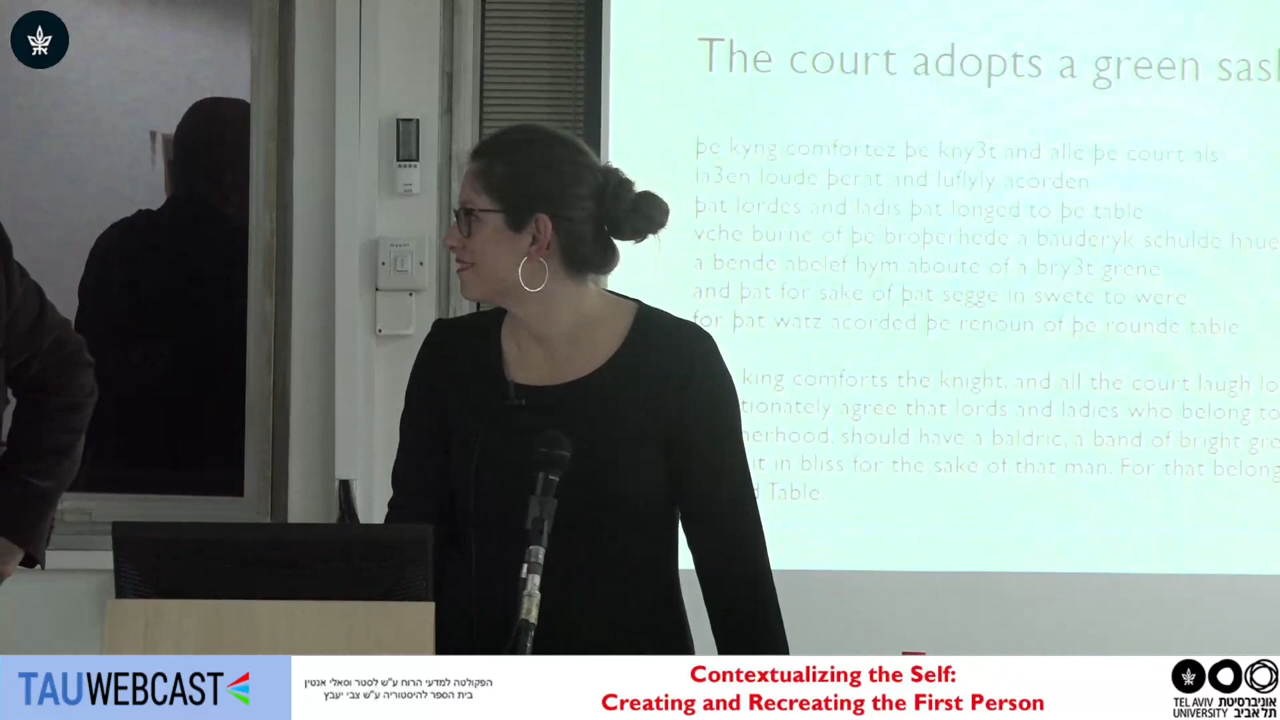 The court adopts a green sash
þe kyng comfortez þe kny3t and alle þe court als
la3en loude þerat and luflyly acorden
þat lordes and ladis þat longed to þe table
vche burne of þe broþerhede a bauderyk schulde haue
a bende abelef hym aboute of a bry3t grene
and þat for sake of þat segge in swete to were
for þat watz acorded þe renoun of þe rounde table
king comforts the knight, and all the court laugh lo
tionately agree that lords and ladies who belong to
herhood, should have a baldric, a band of bright gre
it in bliss for the sake of that man. For that belong
d Table.
TAUWEBCAST
הפקולטה למדעי הרוח ע"ש לסטר וסאלי אנטין
בית הספר להיסטוריה ע"ש צבי יעבץ
Contextualizing the Self:
Creating and Recreating the First Person
TEL AVIV אוניברסיטת
UNIVERSITY תל אביב